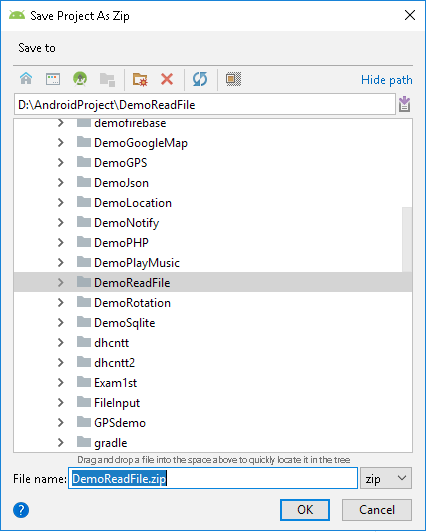 Save Project As Zip
Save to
Hide path
D:\AndroidProject\DemoReadFile
demofirebase
DemoGoogleMap
DemoGPS
DemoJson
DemoLocation
DemoNotify
DemoPHP
DemoPlayMusic
DemoReadFile
DemoRotation
DemoSqlite
dhcntt
dhcntt2
Exam1st
FileInput
GPSdemo
gradle
Drag and drop a file into the space above to quickly locate it in the tree
File name: DemoReadFile.zip zip
? OK Cancel